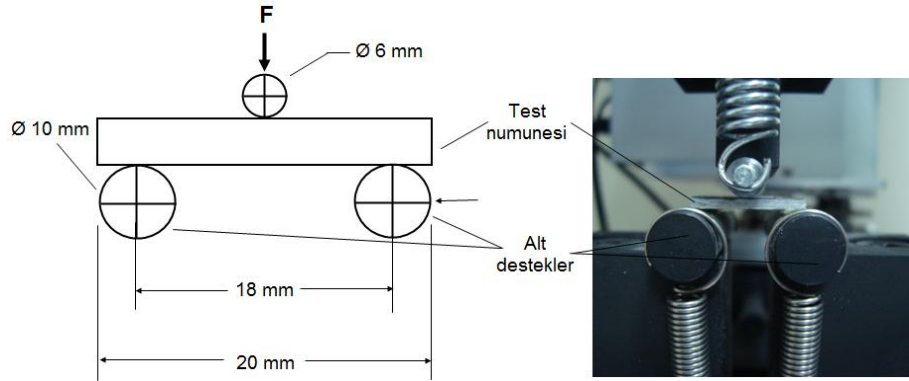 F
Ø 6 mm
Ø 10 mm
Test
numunesi
Alt
destekler
18 mm
20 mm